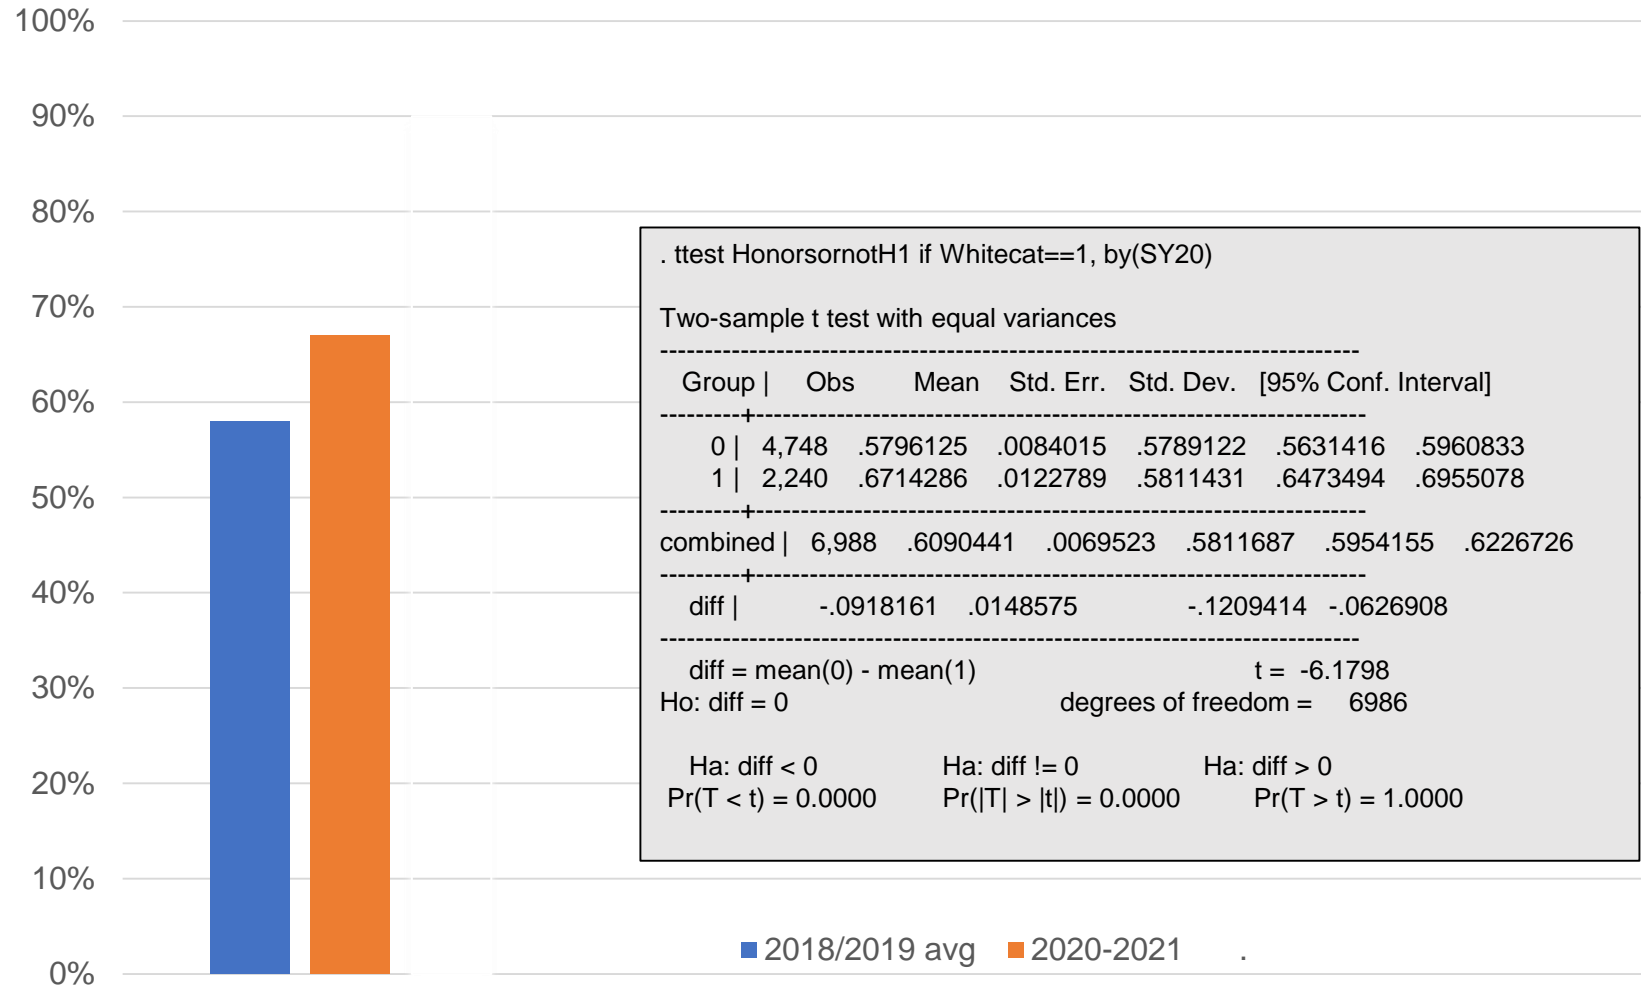 100%
90%
80%
70%
60%
50%
40%
30%
20%
10%
0%
. ttest HonorsornotH1 if Whitecat==1, by(SY20)
Two-sample t test with equal variances
------------------------------------------------------------------------------
Group | Obs Mean Std. Err. Std. Dev. [95% Conf. Interval]
---------+--------------------------------------------------------------------
0 | 4,748 .5796125 .0084015 .5789122 .5631416 .5960833
1 | 2,240 .6714286 .0122789 .5811431 .6473494 .6955078
---------+--------------------------------------------------------------------
combined | 6,988 .6090441 .0069523 .5811687 .5954155 .6226726
---------+--------------------------------------------------------------------
diff | -.0918161 .0148575 -.1209414 -.0626908
------------------------------------------------------------------------------
diff = mean(0) - mean(1) t = -6.1798
Ho: diff = 0 degrees of freedom = 6986
Ha: diff < 0 Ha: diff != 0 Ha: diff > 0
Pr(T < t) = 0.0000 Pr(|T| > |t|) = 0.0000 Pr(T > t) = 1.0000
2018/2019 avg 2020-2021 .